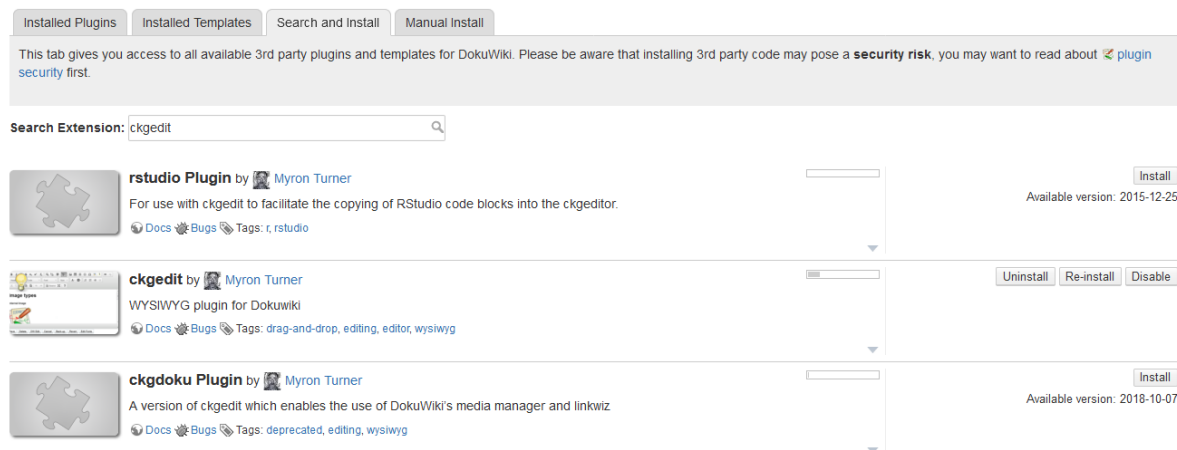 Installed Plugins Installed Templates Search and Install Manual Install
This tab gives you access to all available 3rd party plugins and templates for DokuWiki. Please be aware that installing 3rd party code may pose a security risk, you may want to read about plugin
security first.
Search Extension: ckgedit
rstudio Plugin by Myron Turner Install
For use with ckgedit to facilitate the copying of RStudio code blocks into the ckgeditor. Available version: 2015-12-25
Docs Bugs Tags: r, rstudio
ckgedit by Myron Turner Uninstall Re-install Disable
WYSIWYG plugin for Dokuwiki
Docs Bugs Tags: drag-and-drop, editing, editor, wysiwyg
ckgdoku Plugin by Myron Turner Install
A version of ckgedit which enables the use of DokuWiki's media manager and linkwiz Available version: 2018-10-07
Docs Bugs Tags: deprecated, editing, wysiwyg